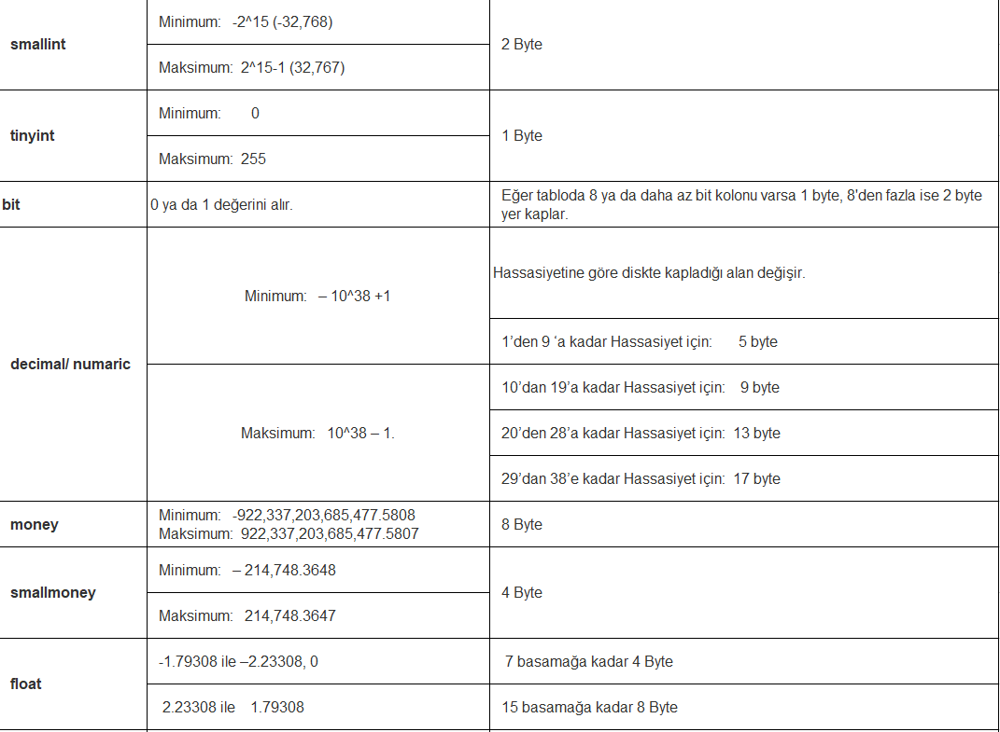 smallint
Minimum: -2^15 (-32,768)
Maksimum: 2^15-1 (32,767)
2 Byte
tinyint
Minimum: 0
Maksimum: 255
1 Byte
bit
0 ya da 1 değerini alır.
Eğer tabloda 8 ya da daha az bit kolonu varsa 1 byte, 8'den fazla ise 2 byte
yer kaplar.
decimal/ numaric
Minimum: – 10^38 +1
Maksimum: 10^38 – 1.
Hassasiyetine göre diskte kapladığı alan değişir.
1’den 9 ‘a kadar Hassasiyet için: 5 byte
10’dan 19’a kadar Hassasiyet için: 9 byte
20’den 28’a kadar Hassasiyet için: 13 byte
29’dan 38’e kadar Hassasiyet için: 17 byte
money
Minimum: -922,337,203,685,477.5808
Maksimum: 922,337,203,685,477.5807
8 Byte
smallmoney
Minimum: – 214,748.3648
Maksimum: 214,748.3647
4 Byte
float
-1.79308 ile –2.23308, 0
2.23308 ile 1.79308
7 basamağa kadar 4 Byte
15 basamağa kadar 8 Byte